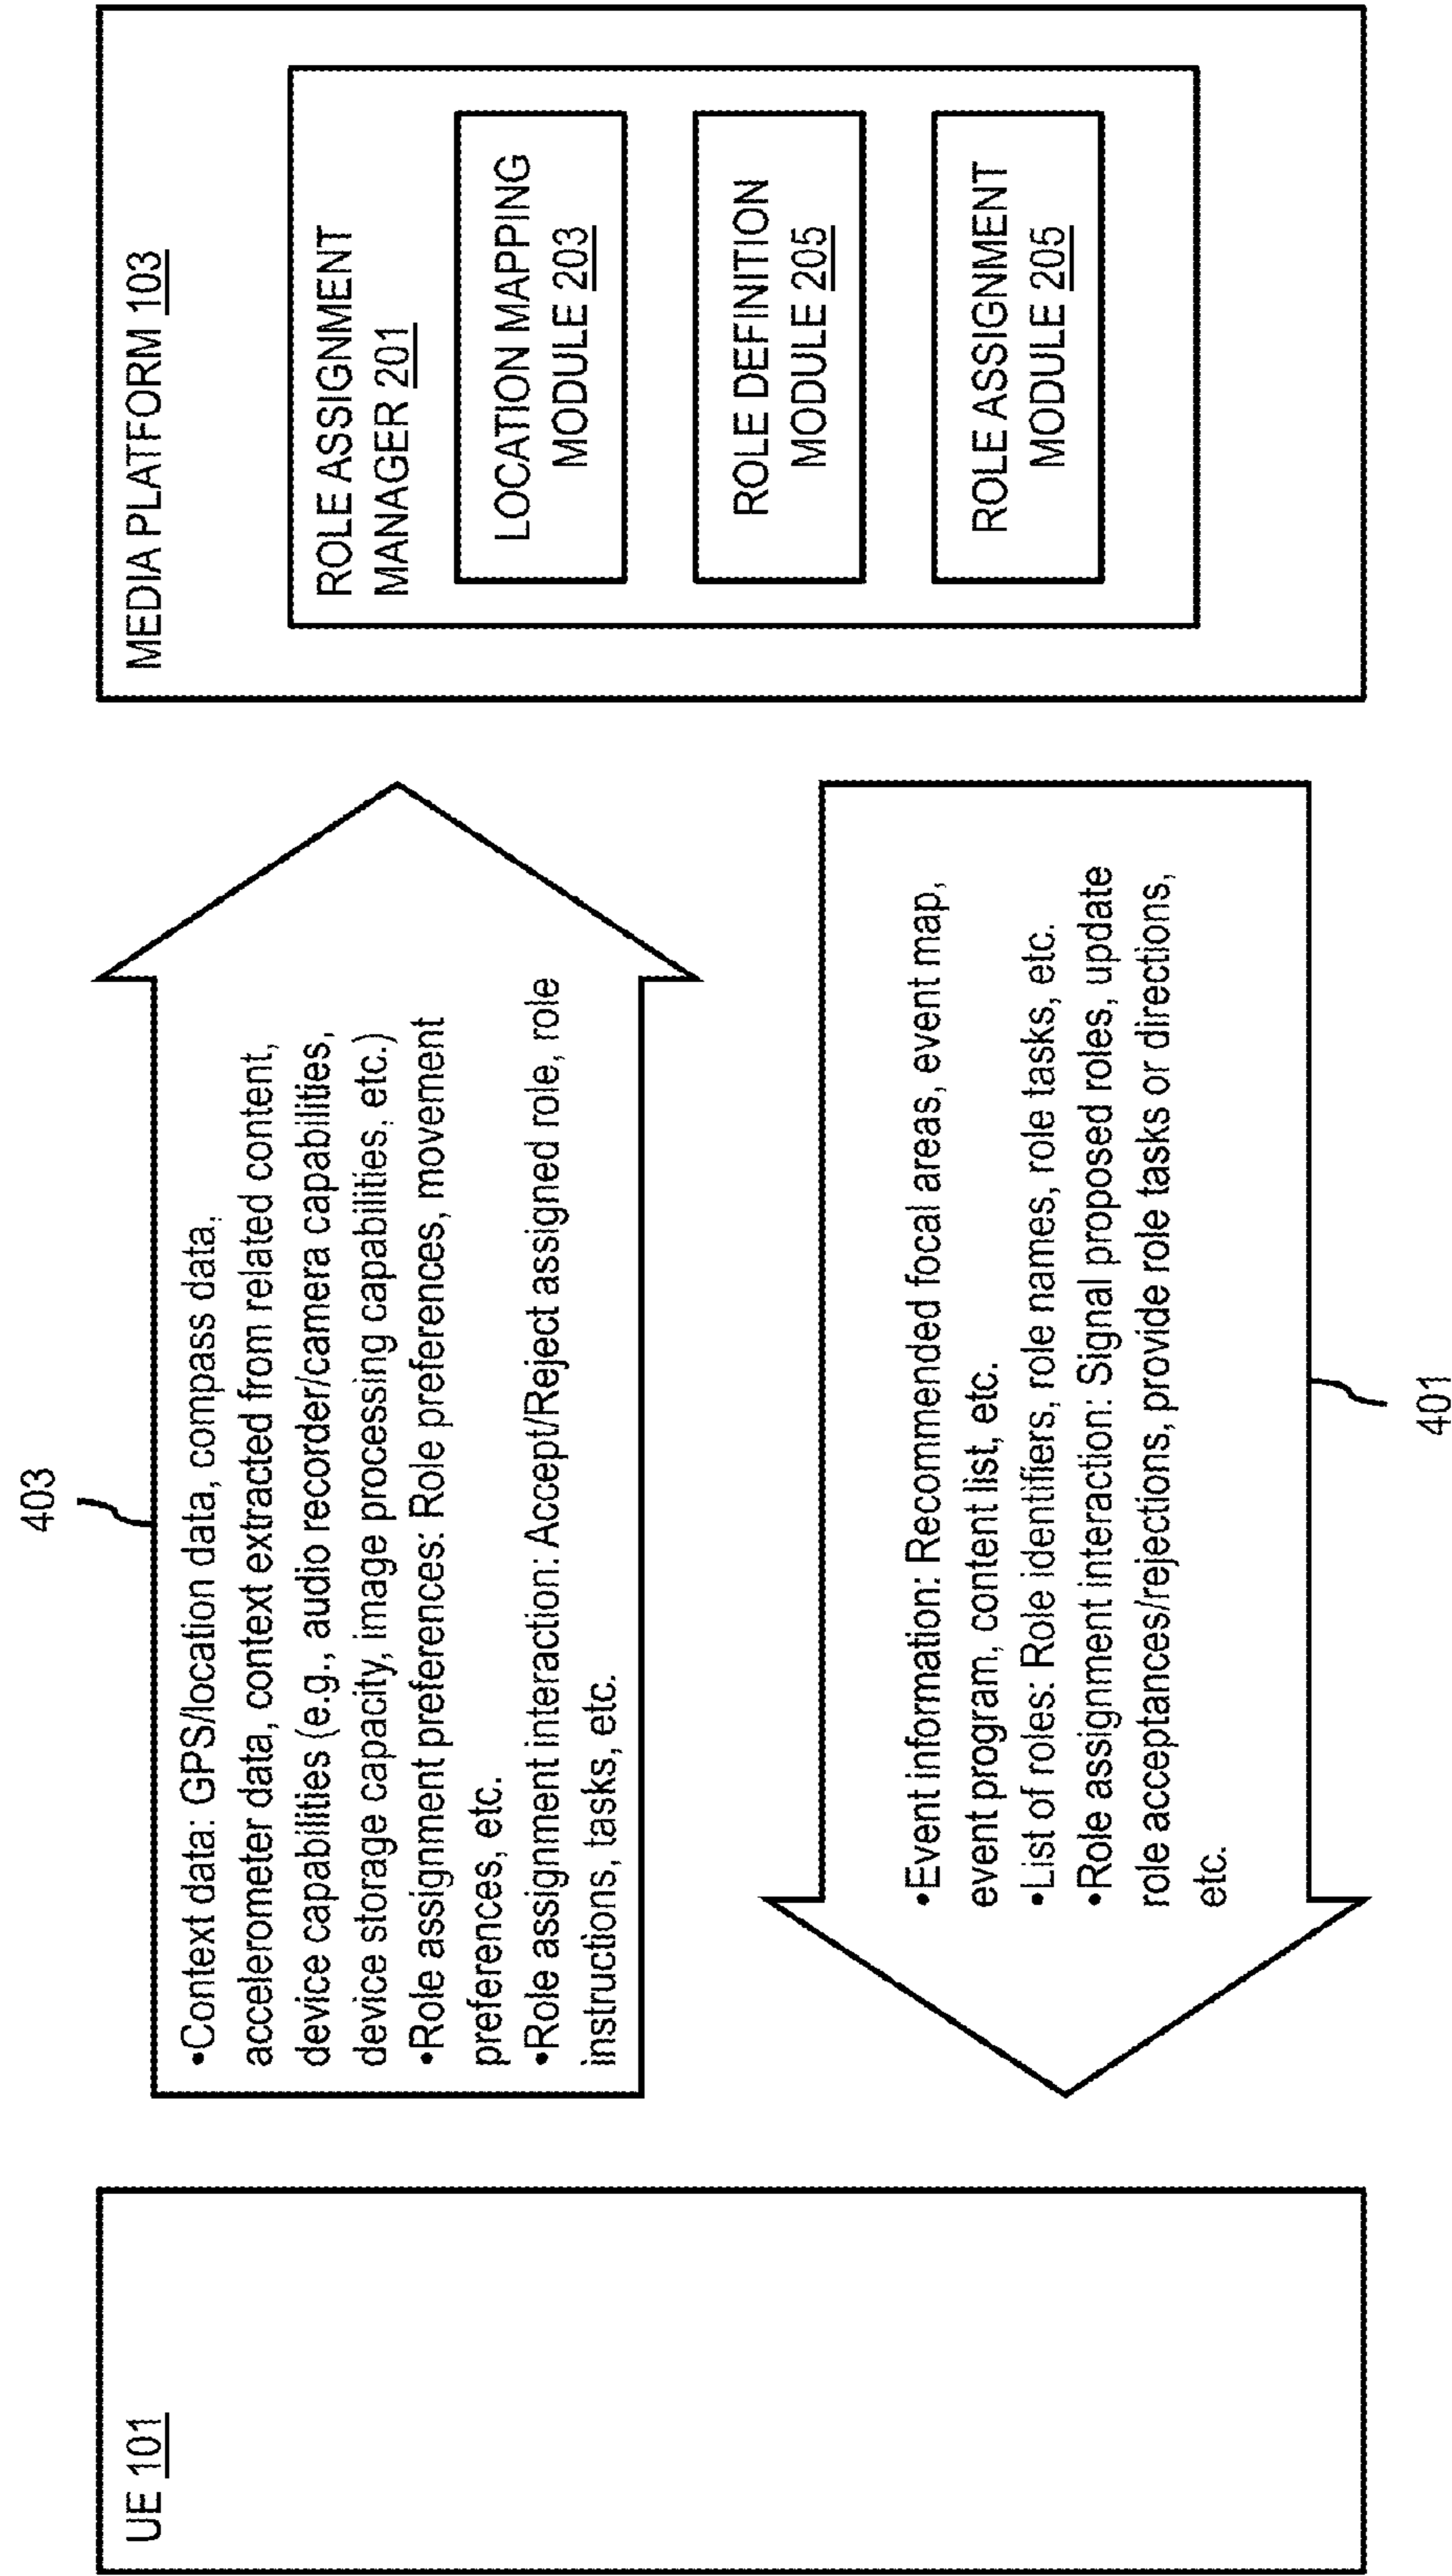 UE 101
403
•Context data: GPS/location data, compass data,
accelerometer data, context extracted from related content,
device capabilities (e.g., audio recorder/camera capabilities,
device storage capacity, image processing capabilities, etc.)
•Role assignment preferences: Role preferences, movement
preferences, etc.
•Role assignment interaction: Accept/Reject assigned role, role
instructions, tasks, etc.
•Event information: Recommended focal areas, event map,
event program, content list, etc.
•List of roles: Role identifiers, role names, role tasks, etc.
•Role assignment interaction: Signal proposed roles, update
role acceptances/rejections, provide role tasks or directions,
etc.
401
MEDIA PLATFORM 103
ROLE ASSIGNMENT
MANAGER 201
LOCATION MAPPING
MODULE 203
ROLE DEFINITION
MODULE 205
ROLE ASSIGNMENT
MODULE 205